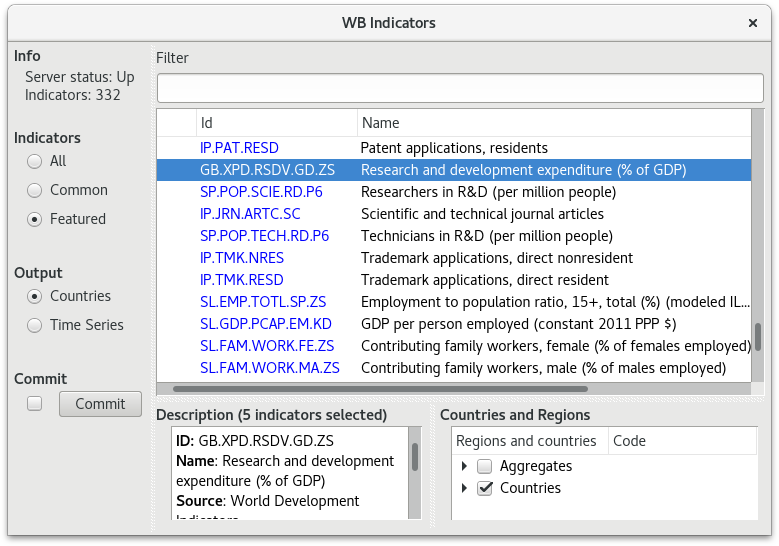 WB Indicators
Info
Server status: Up
Indicators: 332
Indicators
All
Common
Featured
Output
Countries
Time Series
Commit
Commit
Filter
Id Name
IP.PAT.RESD Patent applications, residents
GB.XPD.RSDV.GD.ZS Research and development expenditure (% of GDP)
SP.POP.SCIE.RD.P6 Researchers in R&D (per million people)
IP.JRN.ARTC.SC Scientific and technical journal articles
SP.POP.TECH.RD.P6 Technicians in R&D (per million people)
IP.TMK.NRES Trademark applications, direct nonresident
IP.TMK.RESD Trademark applications, direct resident
SL.EMP.TOTL.SP.ZS Employment to population ratio, 15+, total (%) (modeled IL...
SL.GDP.PCAP.EM.KD GDP per person employed (constant 2011 PPP $)
SL.FAM.WORK.FE.ZS Contributing family workers, female (% of females employed)
SL.FAM.WORK.MA.ZS Contributing family workers, male (% of males employed)
Description (5 indicators selected)
ID: GB.XPD.RSDV.GD.ZS
Name: Research and development
expenditure (% of GDP)
Source: World Development
Indicators
Countries and Regions
Regions and countries Code
Aggregates
Countries